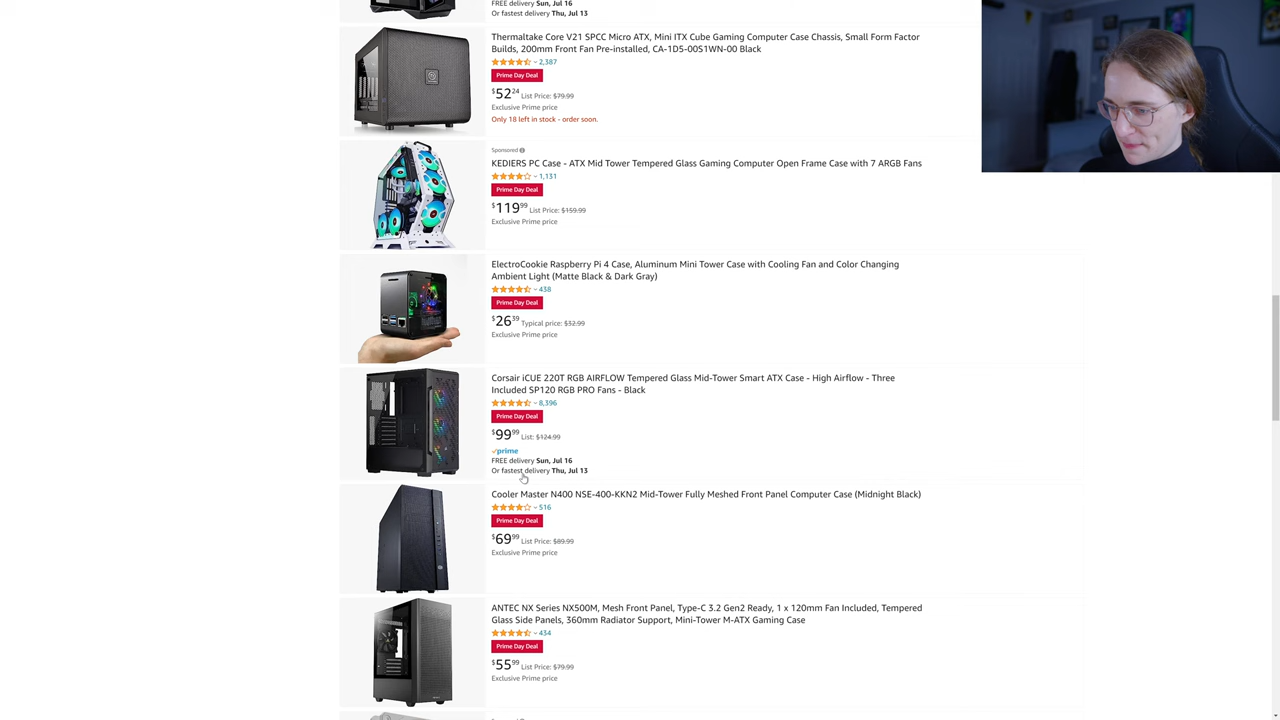 FREE delivery Sun, Jul 16
Or fastest delivery Thu, Jul 13
Thermaltake Core V21 SPCC Micro ATX, Mini ITX Cube Gaming Computer Case Chassis, Small Form Factor
Builds, 200mm Front Fan Pre-installed, CA-1D5-00S1WN-00 Black
2,387
Prime Day Deal
$52 24 List Price: $79.99
Exclusive Prime price
Only 18 left in stock - order soon.
Sponsored
KEDIERS PC Case - ATX Mid Tower Tempered Glass Gaming Computer Open Frame Case with 7 ARGB Fans
1,131
Prime Day Deal
$119 99 List Price: $159.99
Exclusive Prime price
ElectroCookie Raspberry Pi 4 Case, Aluminum Mini Tower Case with Cooling Fan and Color Changing
Ambient Light (Matte Black & Dark Gray)
438
Prime Day Deal
$26 39 Typical price: $32.99
Exclusive Prime price
Corsair iCUE 220T RGB AIRFLOW Tempered Glass Mid-Tower Smart ATX Case - High Airflow - Three
Included SP120 RGB PRO Fans - Black
8,396
Prime Day Deal
$99 99 List: $124.99
prime
FREE delivery Sun, Jul 16
Or fastest delivery Thu, Jul 13
Cooler Master N400 NSE-400-KKN2 Mid-Tower Fully Meshed Front Panel Computer Case (Midnight Black)
516
Prime Day Deal
$69 99 List Price: $89.99
Exclusive Prime price
ANTEC NX Series NX500M, Mesh Front Panel, Type-C 3.2 Gen2 Ready, 1 x 120mm Fan Included, Tempered
Glass Side Panels, 360mm Radiator Support, Mini-Tower M-ATX Gaming Case
434
Prime Day Deal
$55 99 List Price: $79.99
Exclusive Prime price